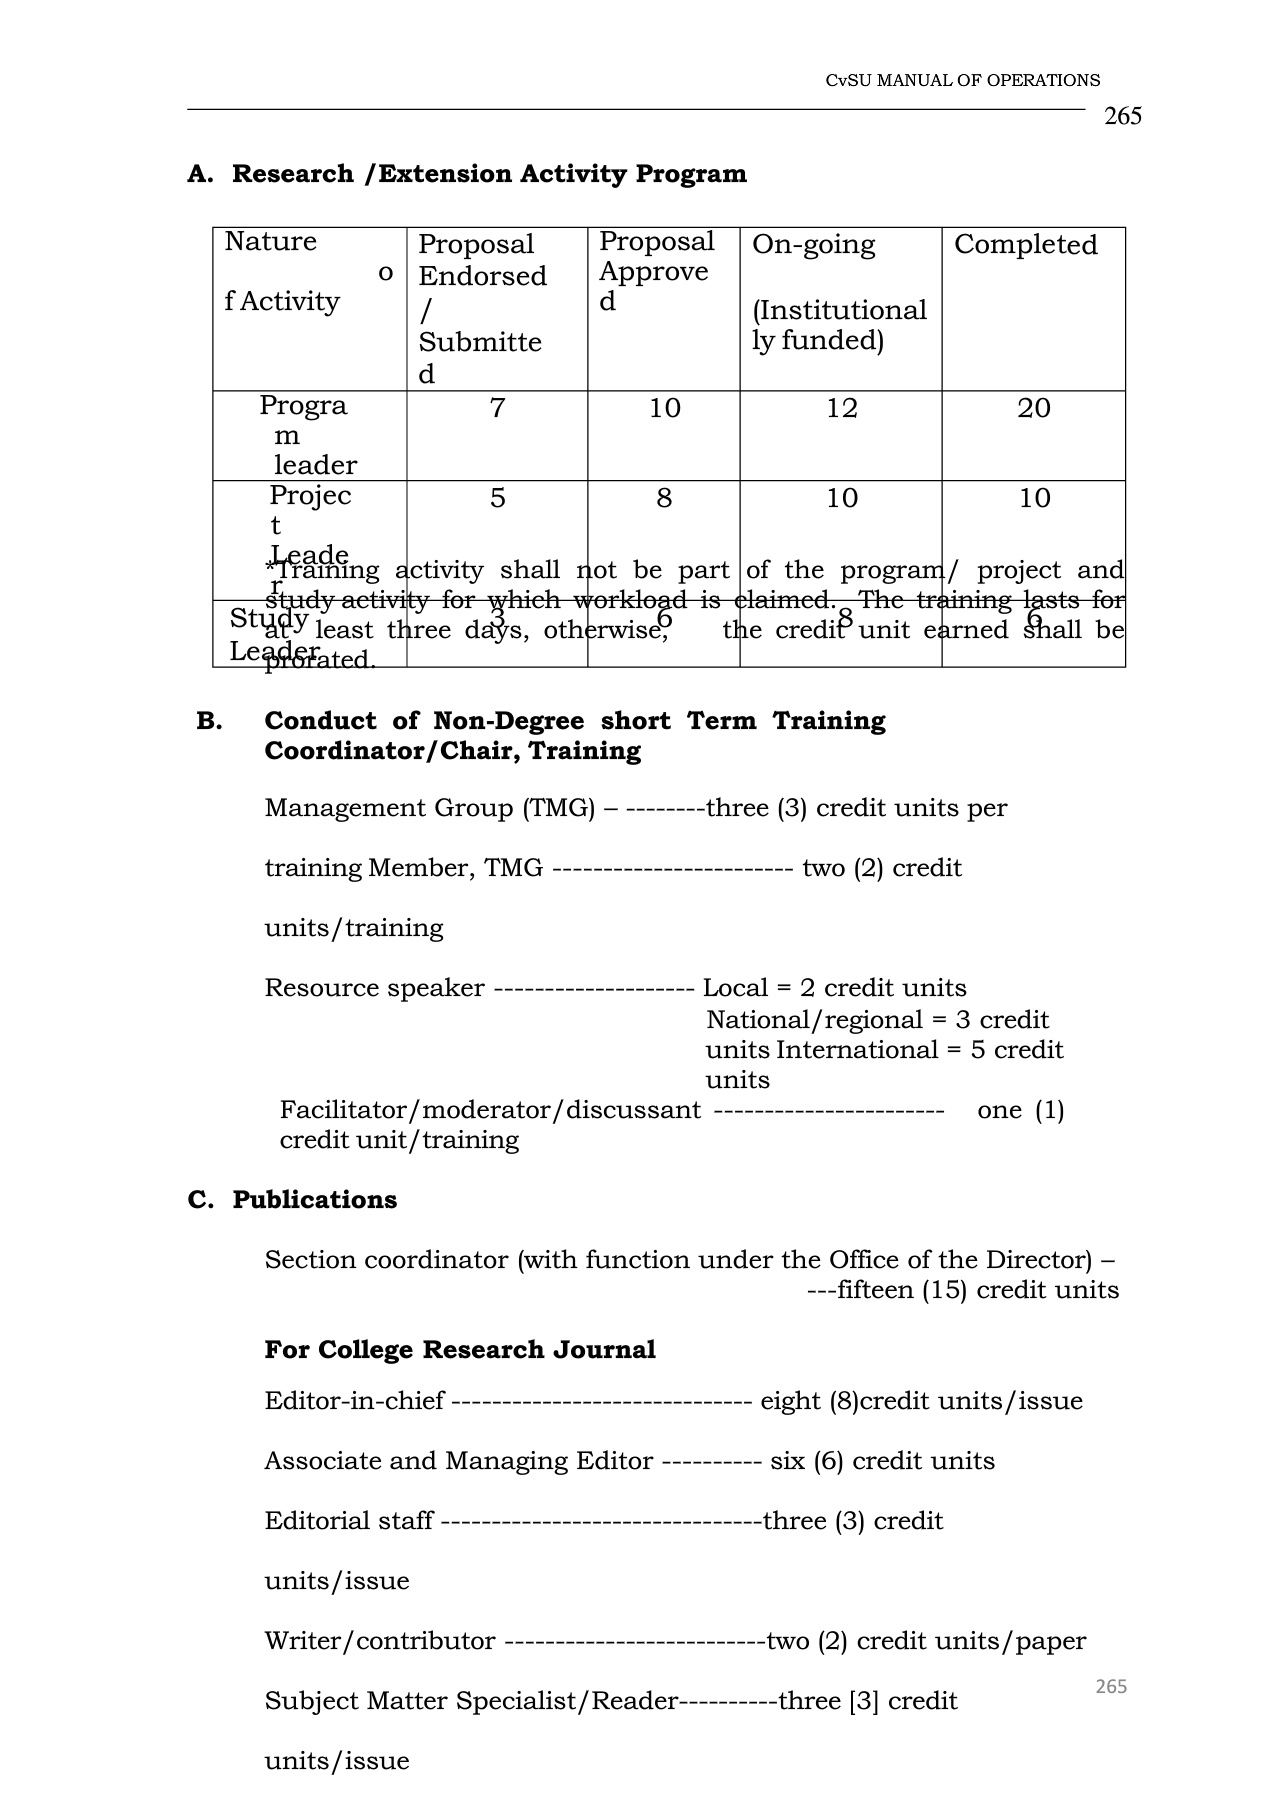 CvSU MANUAL OF OPERATIONS
265
A. Research /Extension Activity Program
Nature
o
f Activity
Proposal
Endorsed
/
Submitte
d
Proposal
Approve
d
On-going
(Institutional
ly funded)
Completed
Progra
m
leader
7
10
12
20
Projec
t
Leade
r
5
8
10
10
Study
Leader
3
6
8
6
*Training activity shall not be part of the program/ project and
study activity for which workload is claimed. The training lasts for
at least three days, otherwise, the credit unit earned shall be
prorated.
B. Conduct of Non-Degree short Term Training
Coordinator/Chair, Training
Management Group (TMG) – --------three (3) credit units per
training Member, TMG ------------------------ two (2) credit
units/training
Resource speaker -------------------- Local = 2 credit units
National/regional = 3 credit
units International = 5 credit
units
Facilitator/moderator/discussant ----------------------- one (1)
credit unit/training
C. Publications
Section coordinator (with function under the Office of the Director) –
---fifteen (15) credit units
For College Research Journal
Editor-in-chief ------------------------------ eight (8)credit units/issue
Associate and Managing Editor ---------- six (6) credit units
Editorial staff --------------------------------three (3) credit
units/issue
Writer/contributor --------------------------two (2) credit units/paper
265
Subject Matter Specialist/Reader----------three [3] credit
units/issue